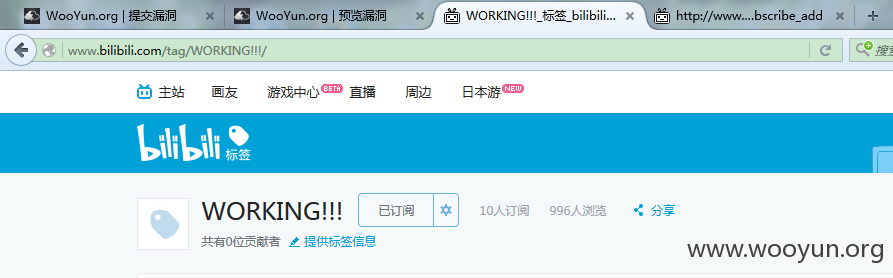 WooYun.org | 提交漏洞
WooYun.org | 预览漏洞
WORKING!!!_标签_bilibili...
http://www....bscribe_add
www.bilibili.com/tag/WORKING!!!/
主站 画友 游戏中心 BETA 直播 周边 日本游 NEW
bilibili 标签
WORKING!!! 已订阅 10人订阅 996人浏览 分享
共有0位贡献者 提供标签信息
www.wooyun.org